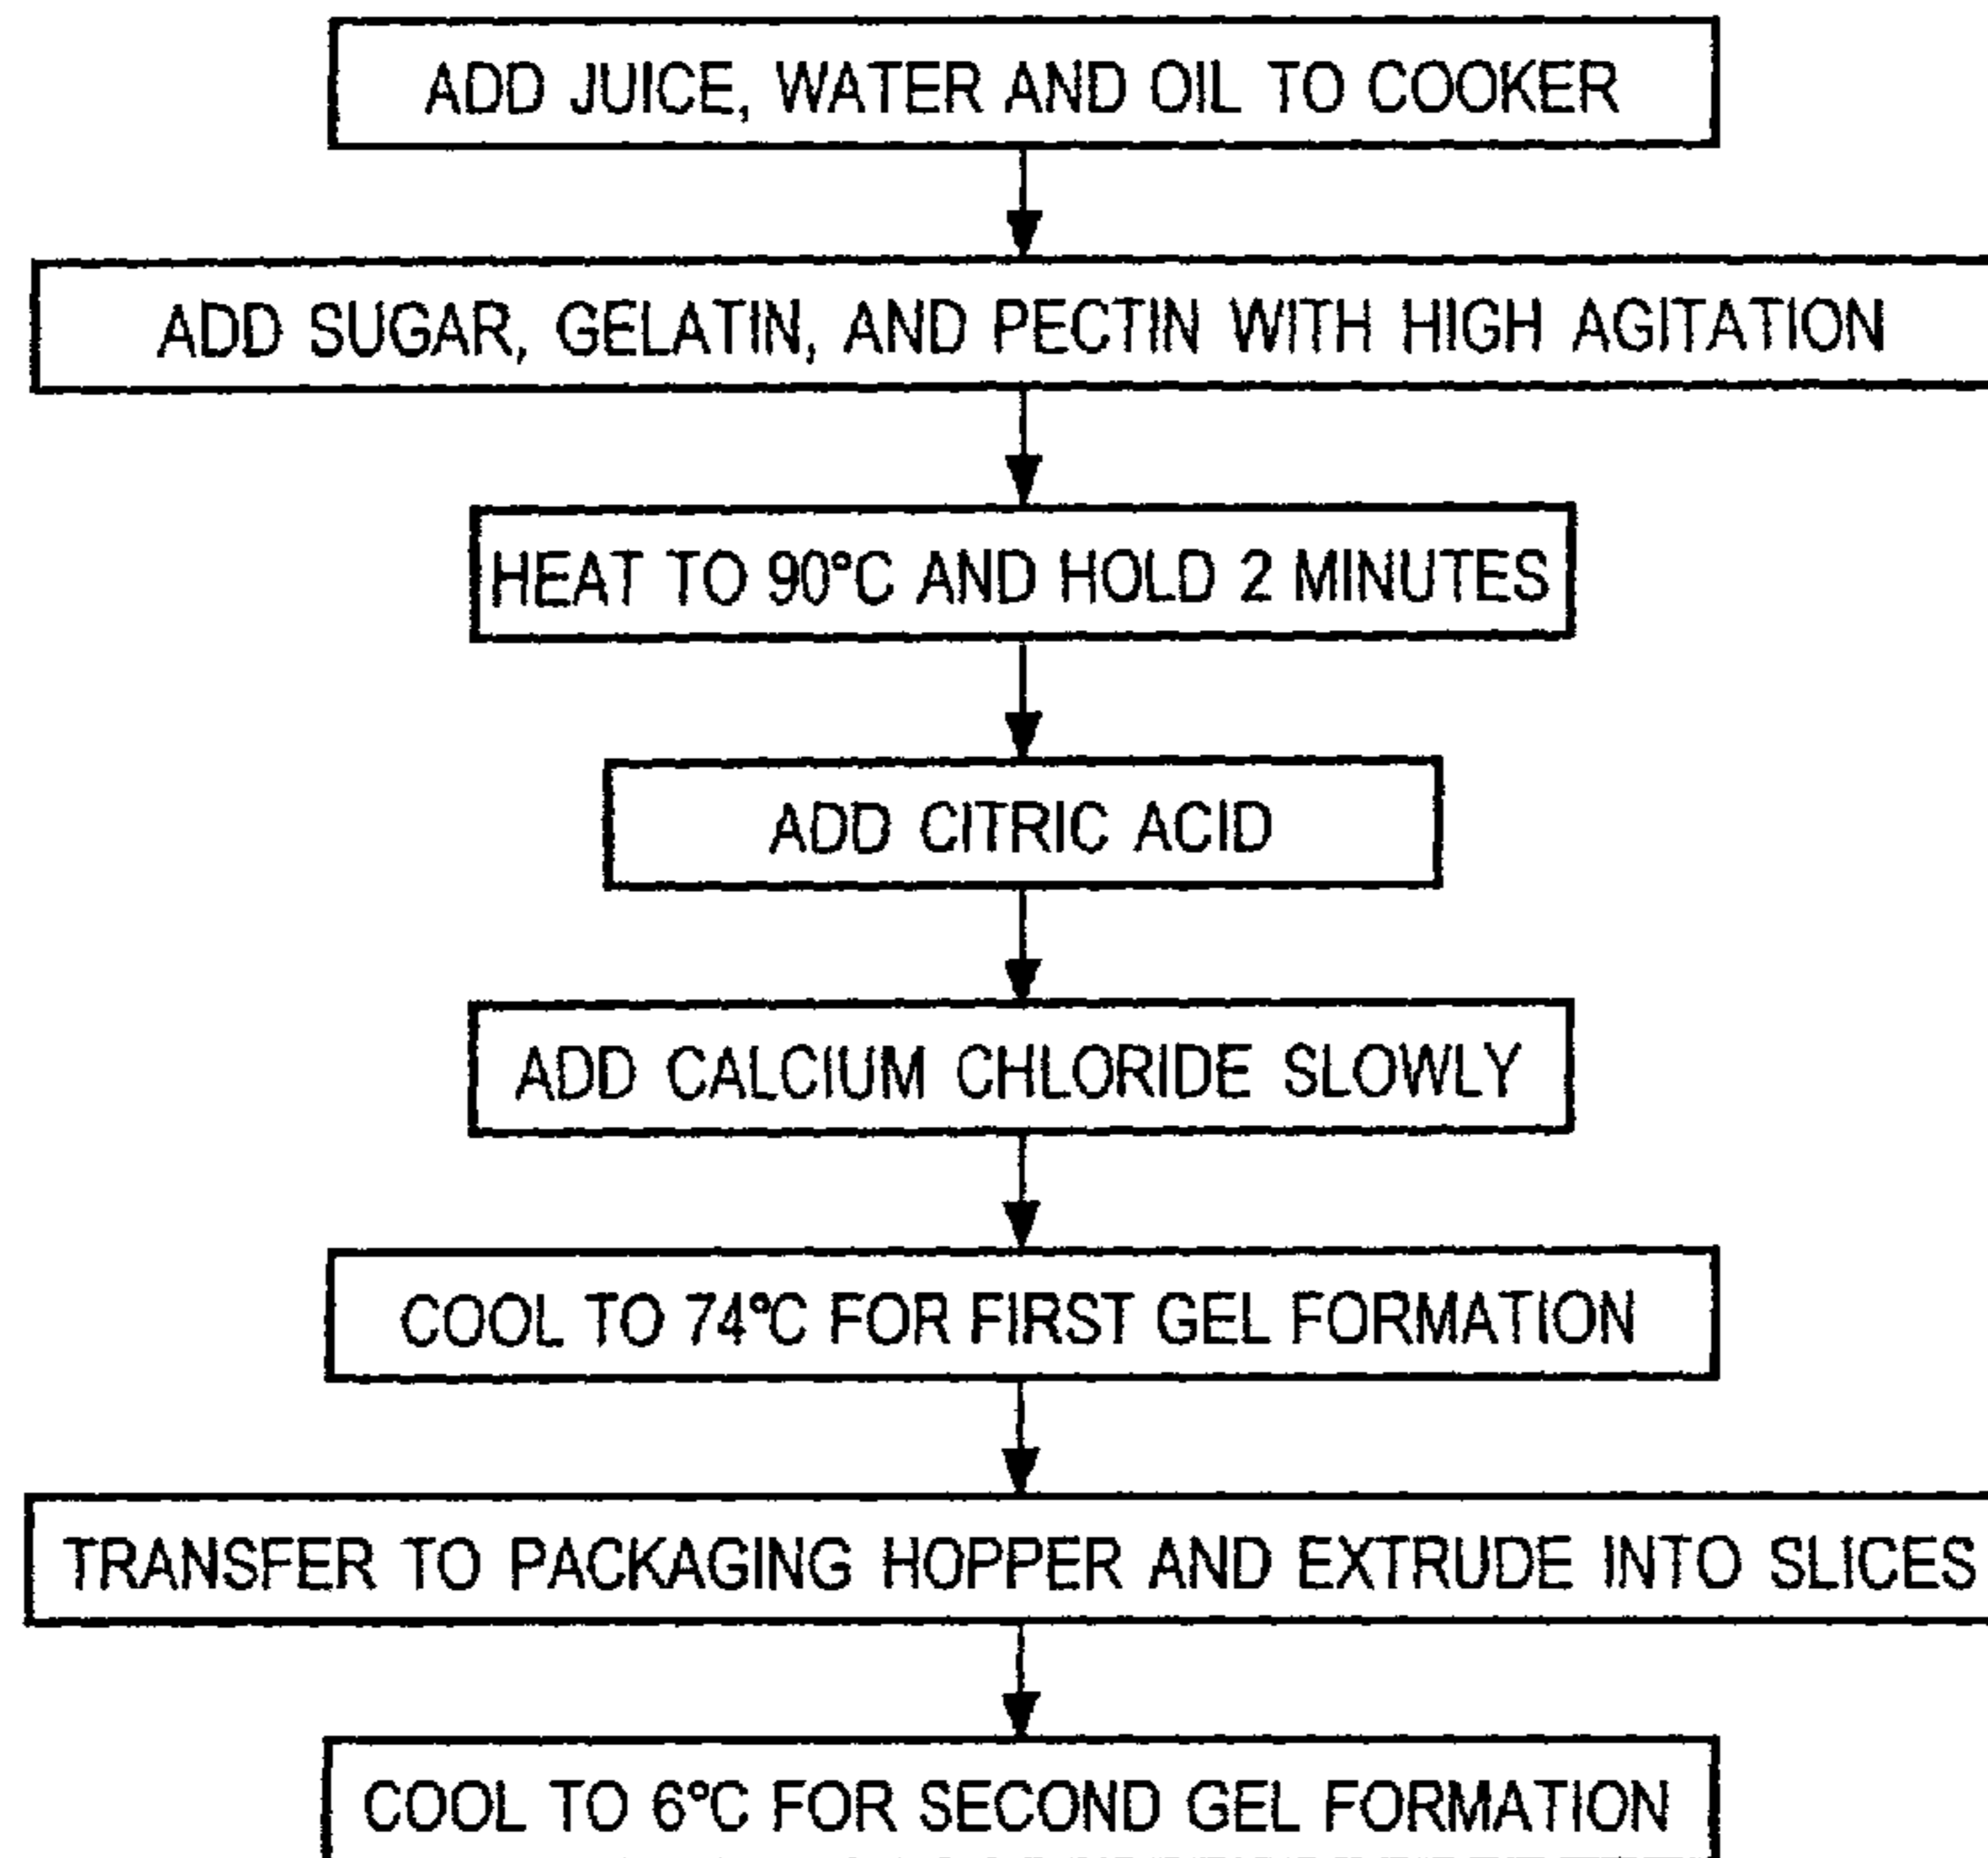 ADD JUICE, WATER AND OIL TO COOKER
ADD SUGAR, GELATIN, AND PECTIN WITH HIGH AGITATION
HEAT TO 90°C AND HOLD 2 MINUTES
ADD CITRIC ACID
ADD CALCIUM CHLORIDE SLOWLY
COOL TO 74°C FOR FIRST GEL FORMATION
TRANSFER TO PACKAGING HOPPER AND EXTRUDE INTO SLICES
COOL TO 6°C FOR SECOND GEL FORMATION